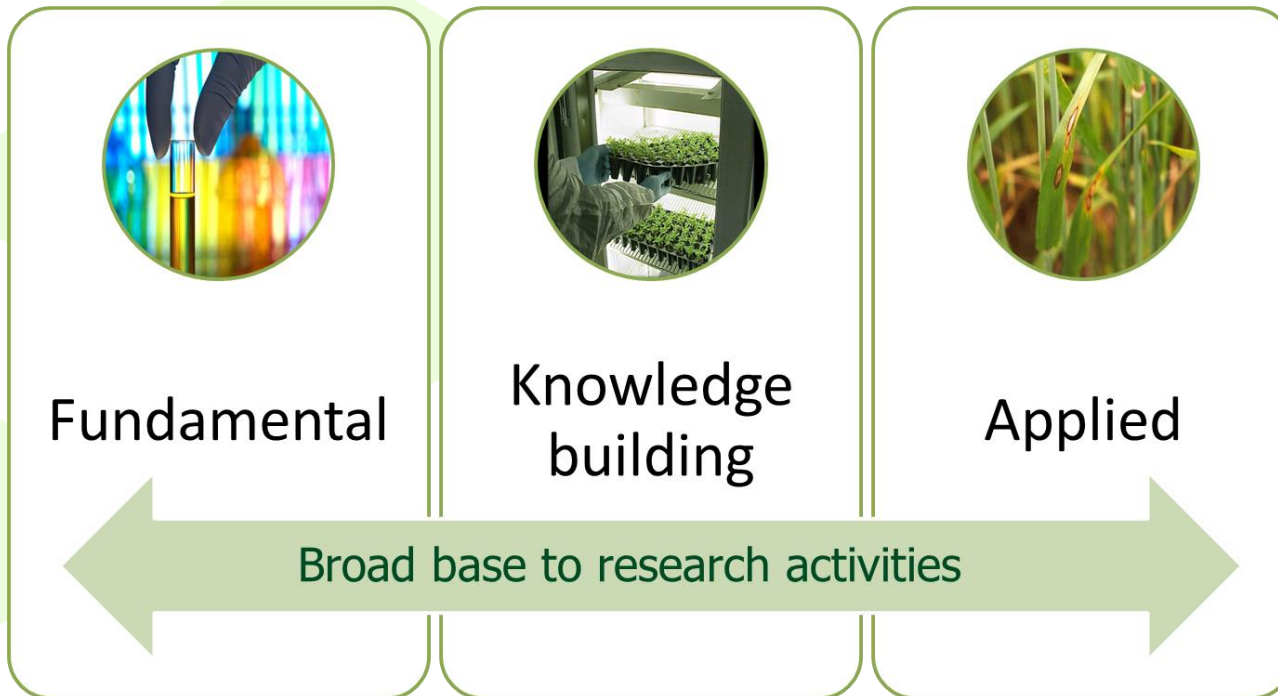 Fundamental
Knowledge
building
Applied
Broad base to research activities